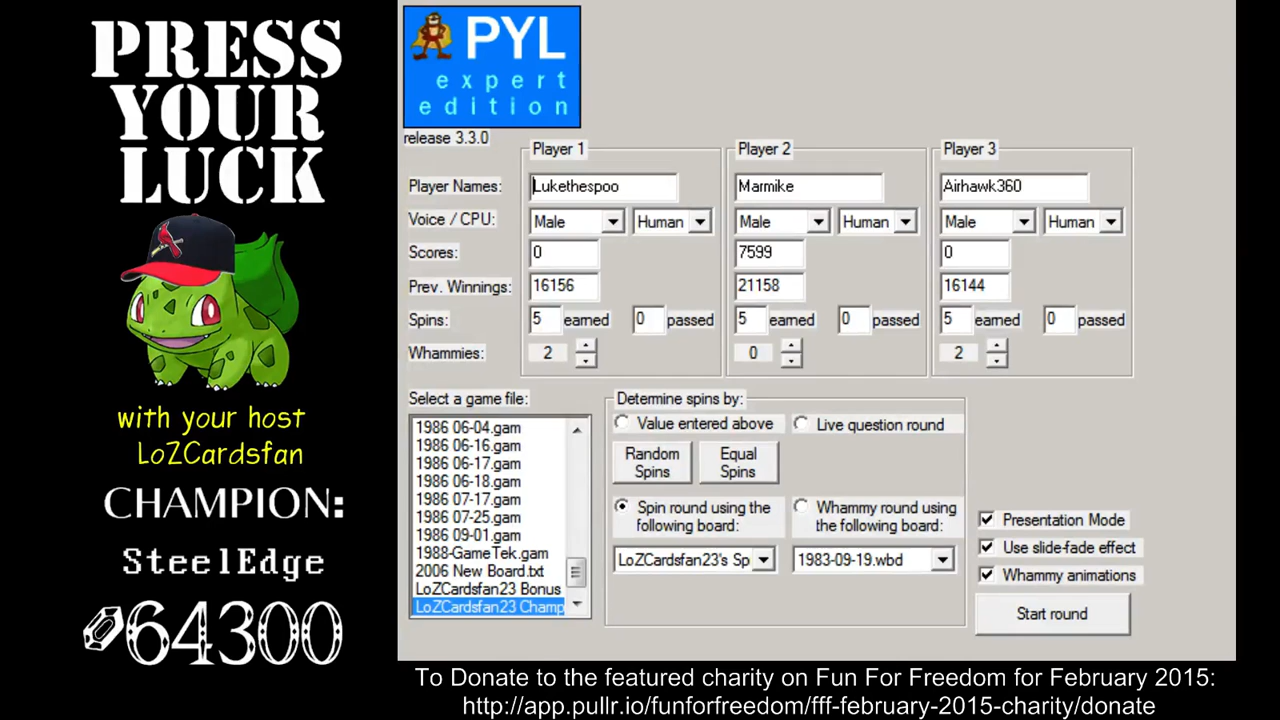 PRESS
YOUR
LUCK
with your host
LoZCardsfan
CHAMPION:
SteelEdge
64300
PYL
expert
edition
release 3.3.0
Player 1
Player 2
Player 3
Player Names:
Lukethespoo
Marmike
Airhawk360
Voice / CPU:
Male
Human
Male
Human
Male
Human
Scores:
0
7599
0
Prev. Winnings:
16156
21158
16144
Spins:
5 earned
0 passed
5 earned
0 passed
5 earned
0 passed
Whammies:
2
0
2
Select a game file:
1986 06-04.gam
1986 06-16.gam
1986 06-17.gam
1986 06-18.gam
1986 07-17.gam
1986 07-25.gam
1986 09-01.gam
1988-GameTek.gam
2006 New Board.txt
LoZCardsfan23 Bonus
LoZCardsfan23 Champ
Determine spins by:
Value entered above
Live question round
Random
Spins
Equal
Spins
Spin round using the
following board:
Whammy round using
the following board:
LoZCardsfan23's Sp
1983-09-19.wbd
Presentation Mode
Use slide-fade effect
Whammy animations
Start round
To Donate to the featured charity on Fun For Freedom for February 2015:
http://app.pullr.io/funforfreedom/fff-february-2015-charity/donate